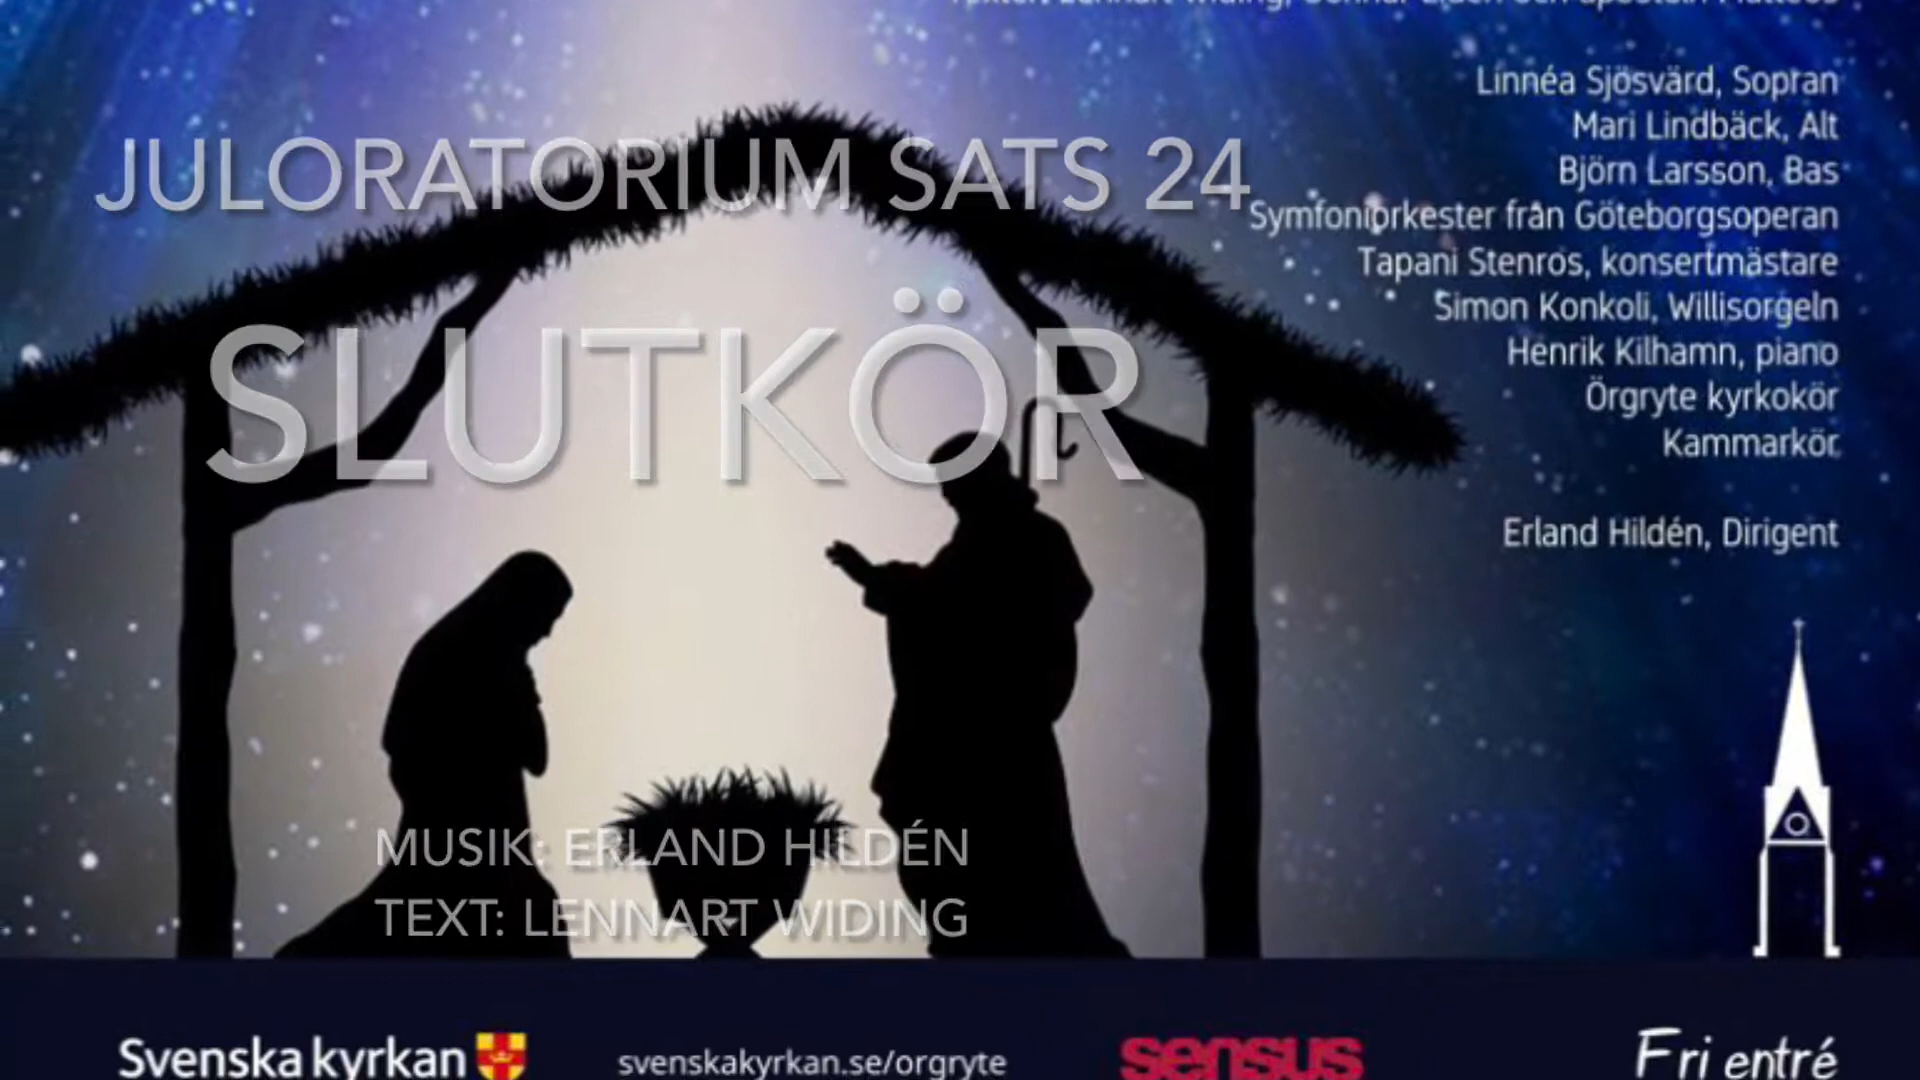 Linnéa Sjösvärd, Sopran
Mari Lindbäck, Alt
Björn Larsson, Bas
Symfoniorkester från Göteborgsoperan
Tapani Stenros, konsertmästare
Simon Konkoli, Willisorgeln
Henrik Kilhamn, piano
Örgryte kyrkokör
Kammarkör
Erland Hildén, Dirigent
JULORATORIUM SATS 24
SLUTKÖR
MUSIK: ERLAND HILDÉN
TEXT: LENNART WIDING
Svenska kyrkan
svenskakyrkan.se/orgryte
sensus
Fri entré